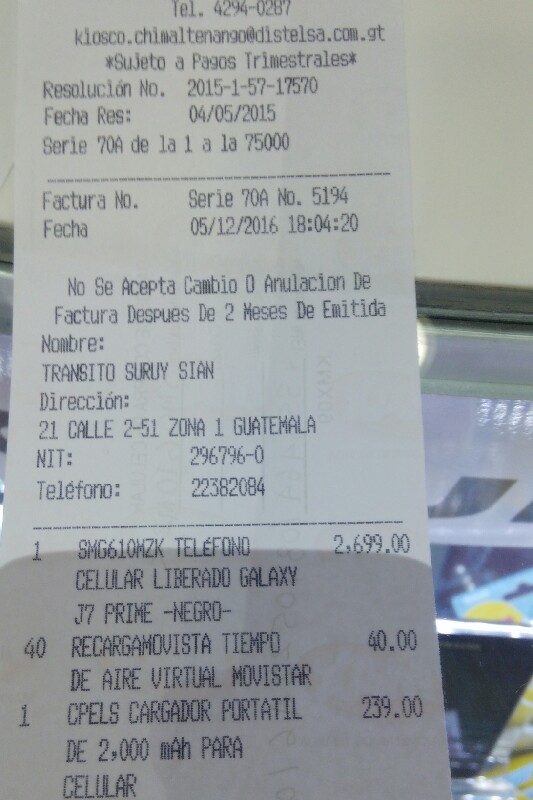 Tel. 4294-0287
kiosco.chimaltenango@distelsa.com.gt
*Sujeto a Pagos Trimestrales*
Resolución No. 2015-1-57-17570
Fecha Res: 04/05/2015
Serie 70A de la 1 a la 75000
Factura No. Serie 70A No. 5194
Fecha 05/12/2016 18:04:20
No Se Acepta Cambio O Anulacion De
Factura Despues De 2 Meses De Emitida
Nombre:
TRANSITO SURUY SIAN
Dirección:
21 CALLE 2-51 ZONA 1 GUATEMALA
NIT: 296796-0
Teléfono: 22382084
1 SMG610MZK TELéFONO 2,699.00
CELULAR LIBERADO GALAXY
J7 PRIME -NEGRO-
40 RECARGAMOVISTA TIEMPO 40.00
DE AIRE VIRTUAL MOVISTAR
1 CPELS CARGADOR PORTATIL 239.00
DE 2,000 mAh PARA
CELULAR